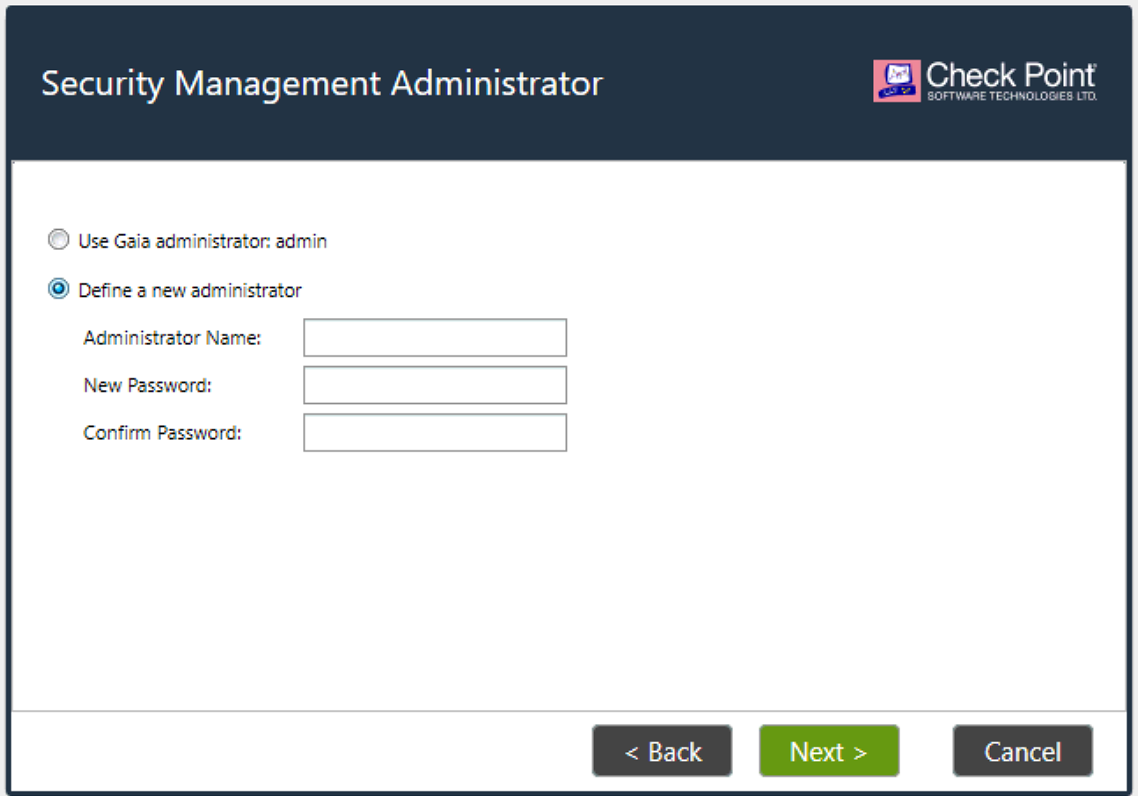 Security Management Administrator
Check Point
SOFTWARE TECHNOLOGIES LTD.
Use Gaia administrator: admin
Define a new administrator
Administrator Name:
New Password:
Confirm Password:
< Back
Next >
Cancel